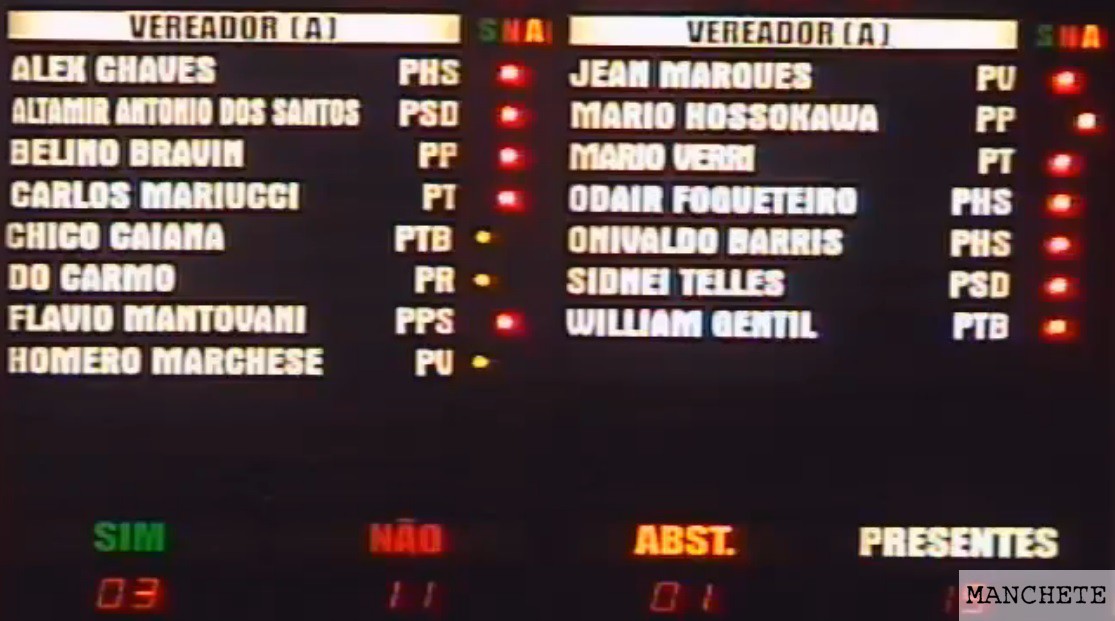 VEREADOR (A) S N A
ALEX CHAVES PHS
ALTAMIR ANTONIO DOS SANTOS PSD
BELINO BRAVIN PP
CARLOS MARIUCCI PT
CHICO CAIANA PTB
DO CARMO PR
FLAVIO MANTOVANI PPS
HOMERO MARCHESE PV
VEREADOR (A) S N A
JEAN MARQUES PV
MARIO HOSSOKAWA PP
MARIO VERRI PT
ODAIR FOGUETEIRO PHS
ONIVALDO BARRIS PHS
SIDNEI TELLES PSD
WILLIAM GENTIL PTB
SIM NÃO ABST. PRESENTES
03 11 01
MANCHETE